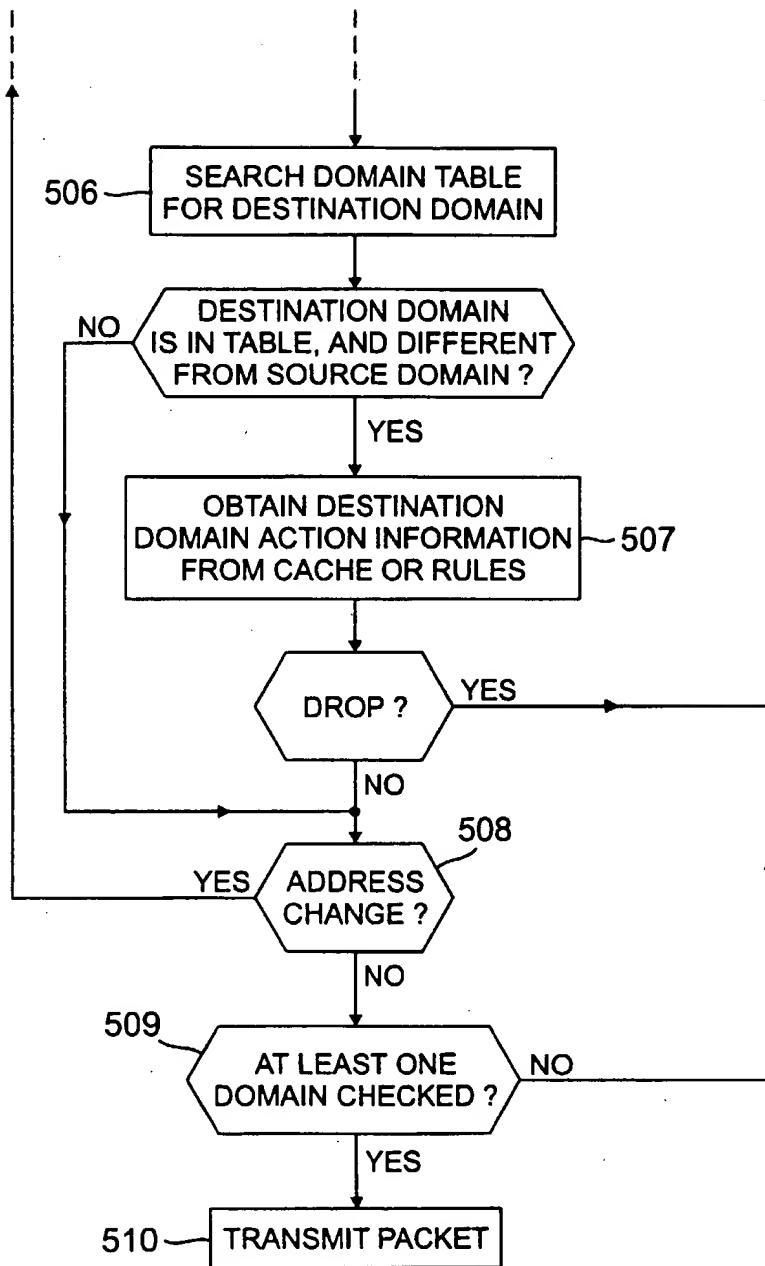 506
SEARCH DOMAIN TABLE
FOR DESTINATION DOMAIN
NO
DESTINATION DOMAIN
IS IN TABLE, AND DIFFERENT
FROM SOURCE DOMAIN ?
YES
OBTAIN DESTINATION
DOMAIN ACTION INFORMATION
FROM CACHE OR RULES
507
DROP ?
YES
NO
508
YES
ADDRESS
CHANGE ?
NO
509
AT LEAST ONE
DOMAIN CHECKED ?
NO
YES
510
TRANSMIT PACKET